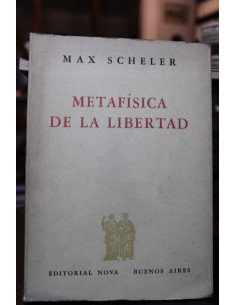 MAX SCHELER
METAFÍSICA
DE LA LIBERTAD
EDITORIAL NOVA BUENOS AIRES